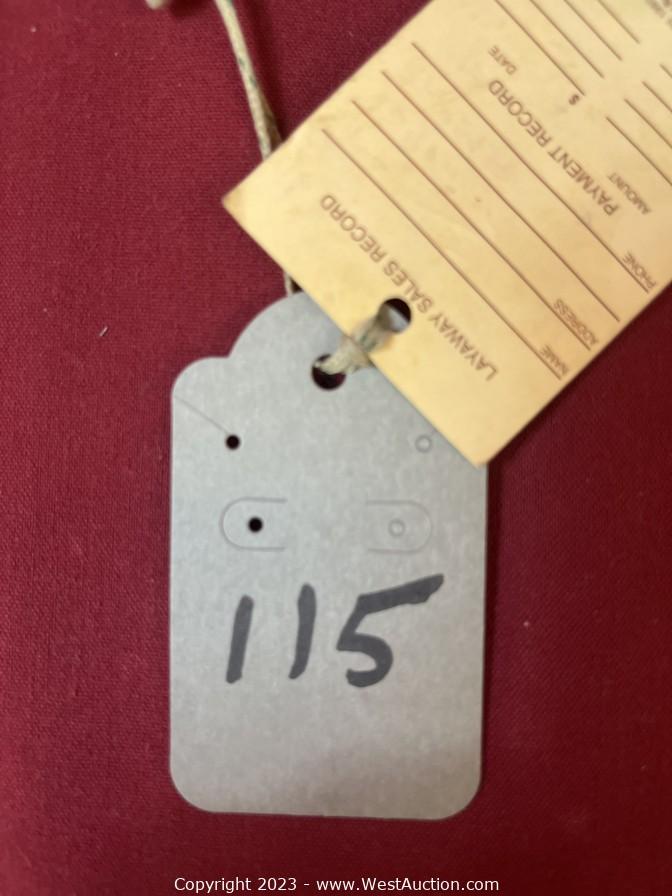 LAYAWAY SALES RECORD
NAME
ADDRESS
PHONE
PAYMENT RECORD
DATE
AMOUNT
$
115
Copyright 2023 - www.WestAuction.com